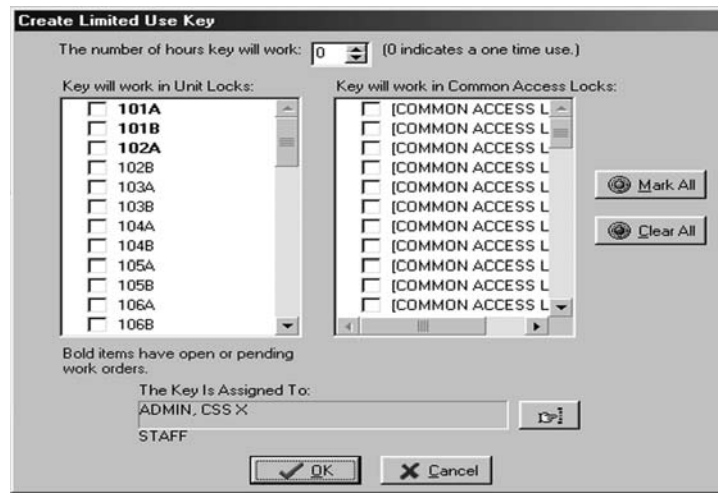 Create Limited Use Key
The number of hours key will work: 0 (0 indicates a one time use.)
Key will work in Unit Locks:
101A
101B
102A
102B
103A
103B
104A
104B
105A
105B
106A
106B
Key will work in Common Access Locks:
[COMMON ACCESS L
[COMMON ACCESS L
[COMMON ACCESS L
[COMMON ACCESS L
[COMMON ACCESS L
[COMMON ACCESS L
[COMMON ACCESS L
[COMMON ACCESS L
[COMMON ACCESS L
[COMMON ACCESS L
[COMMON ACCESS L
[COMMON ACCESS L
Mark All
Clear All
Bold items have open or pending
work orders.
The Key Is Assigned To:
ADMIN, CSS X
STAFF
OK
Cancel